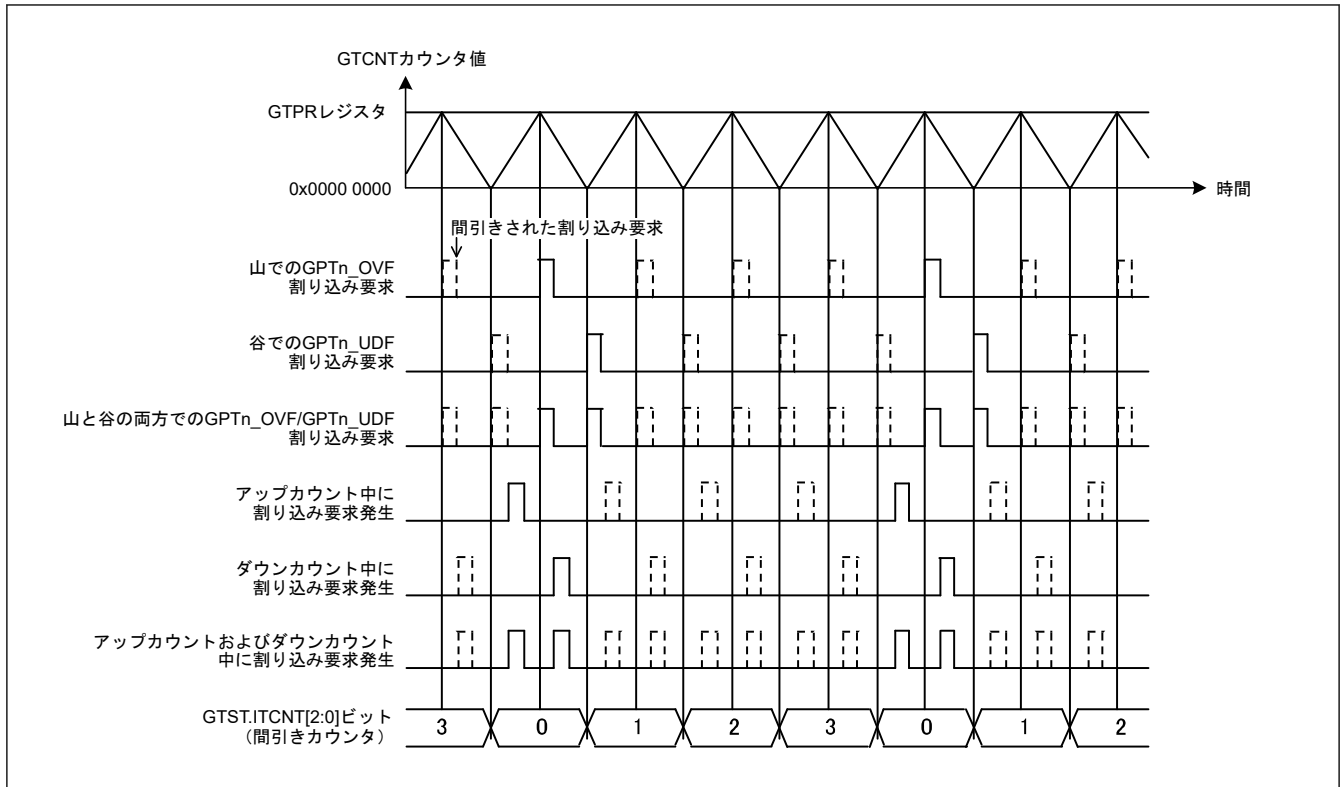 GTCNTカウンタ値
GTPRレジスタ
0x0000 0000
時間
間引きされた割り込み要求
山でのGPTn_OVF
割り込み要求
谷でのGPTn_UDF
割り込み要求
山と谷の両方でのGPTn_OVF/GPTn_UDF
割り込み要求
アップカウント中に
割り込み要求発生
ダウンカウント中に
割り込み要求発生
アップカウントおよびダウンカウント
中に割り込み要求発生
GTST.ITCNT[2:0]ビット
(間引きカウンタ)
3 0 1 2 3 0 1 2